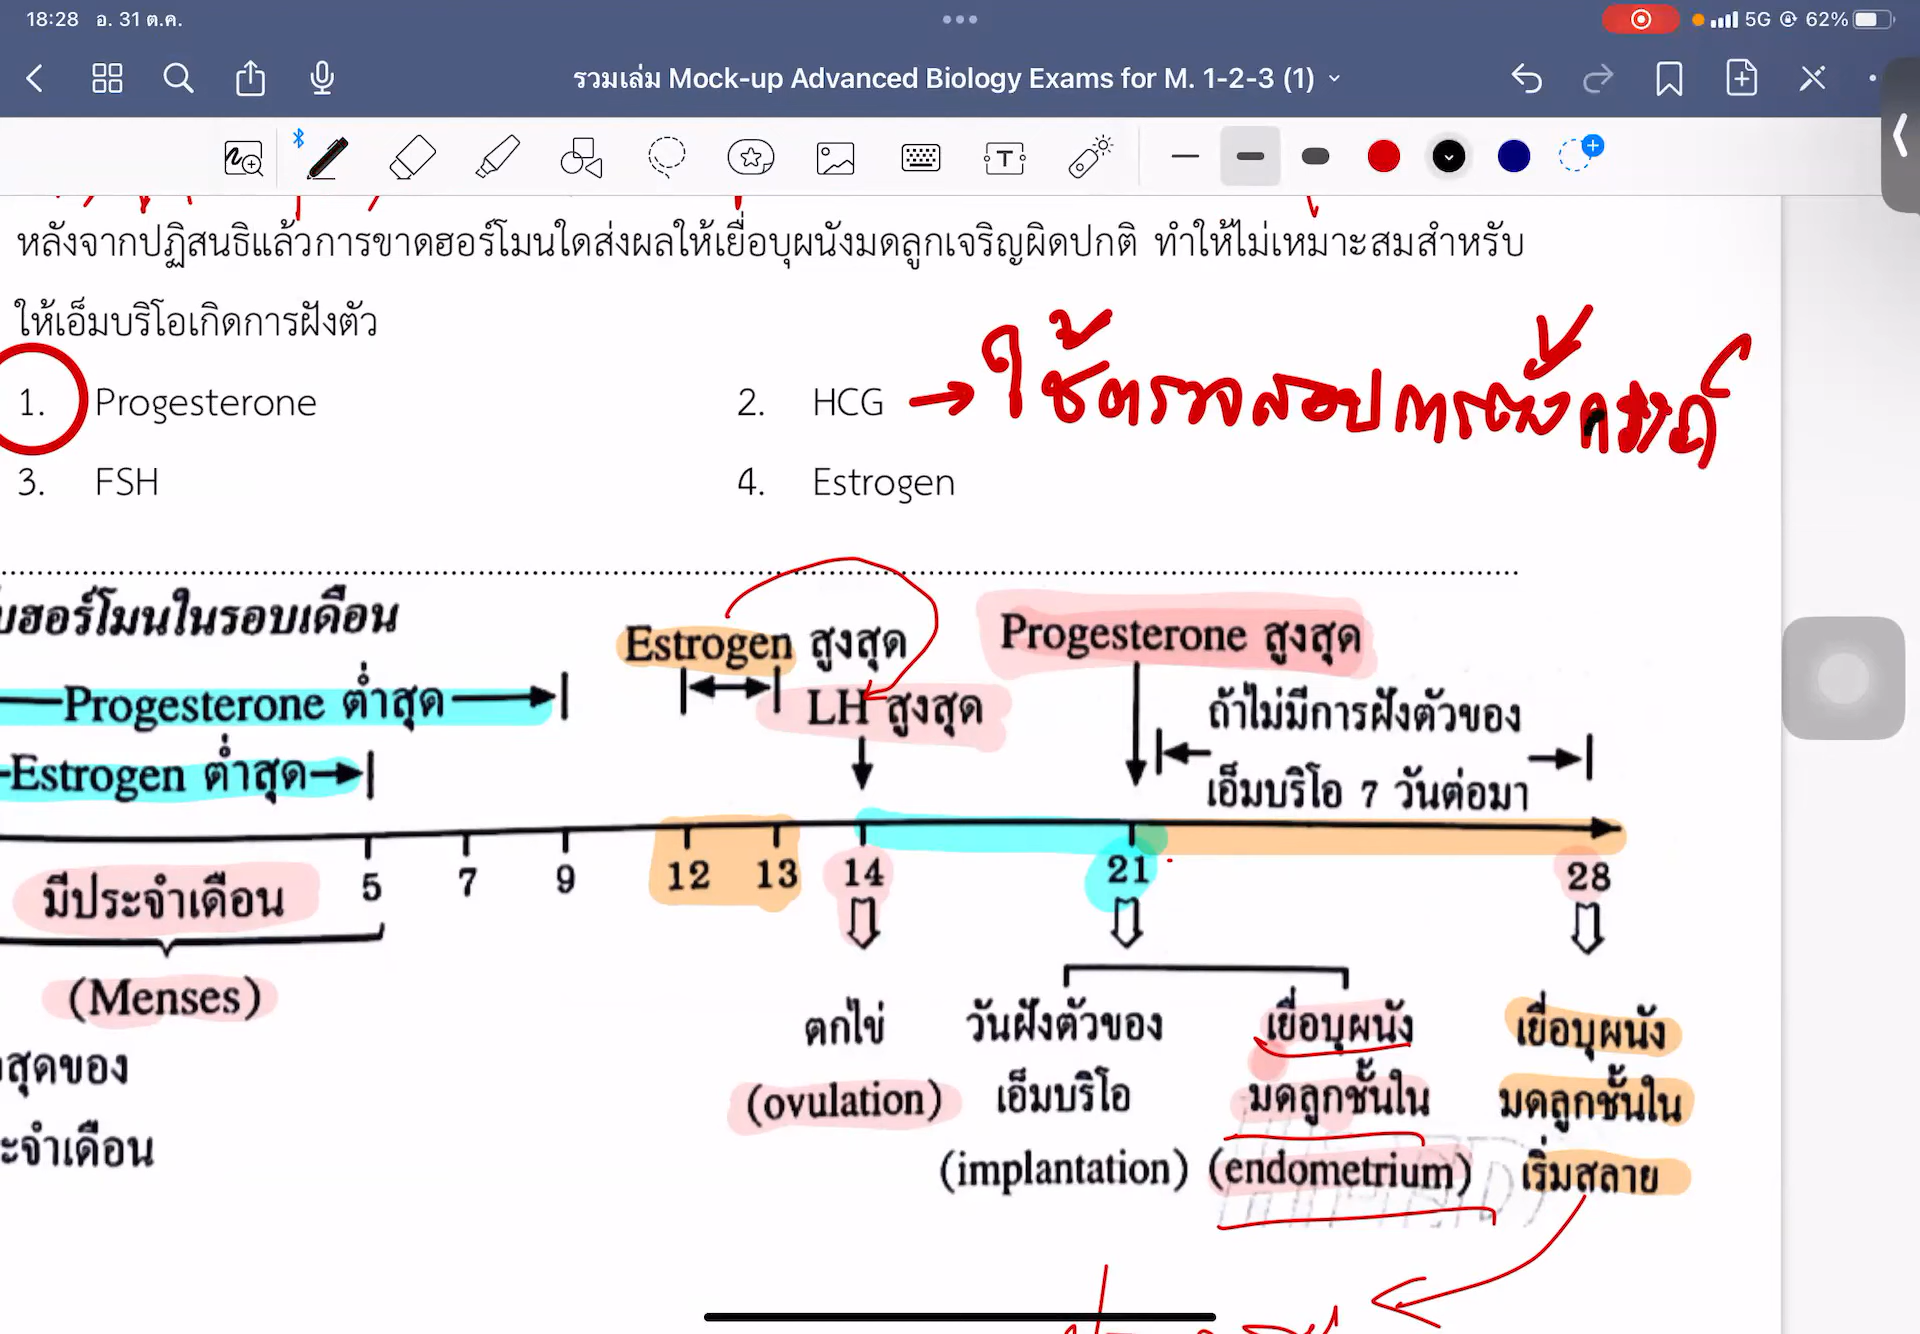 18:28 อ. 31 ต.ค.
5G 62%
รวมเล่ม Mock-up Advanced Biology Exams for M. 1-2-3 (1)
หลังจากปฏิสนธิแล้วการขาดฮอร์โมนใดส่งผลให้เยื่อบุผนังมดลูกเจริญผิดปกติ ทำให้ไม่เหมาะสมสำหรับ
ให้เอ็มบริโอเกิดการฝังตัว
1. Progesterone
2. HCG → ใช้ตรวจสอบการตั้งครรภ์
3. FSH
4. Estrogen
ฮอร์โมนในรอบเดือน
Estrogen สูงสุด
Progesterone สูงสุด
Progesterone ต่ำสุด
LH สูงสุด
ถ้าไม่มีการฝังตัวของ
Estrogen ต่ำสุด
เอ็มบริโอ 7 วันต่อมา
5 7 9 12 13 14 21 28
มีประจำเดือน
(Menses)
ตกไข่
(ovulation)
วันฝังตัวของ
เอ็มบริโอ
(implantation)
เยื่อบุผนัง
มดลูกชั้นใน
(endometrium)
เยื่อบุผนัง
มดลูกชั้นใน
เริ่มสลาย
สุดของ
ะจำเดือน